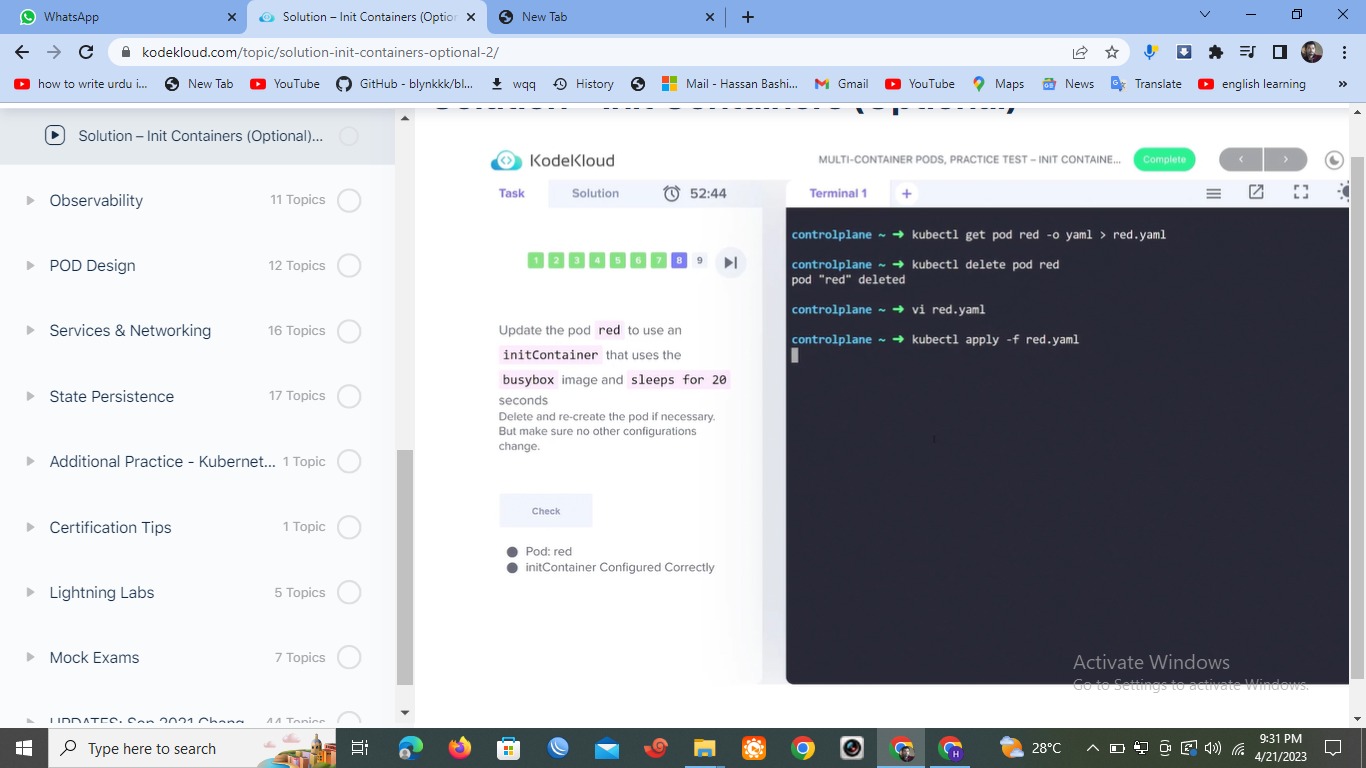 WhatsApp
Solution – Init Containers (Option
New Tab
kodekloud.com/topic/solution-init-containers-optional-2/
how to write urdu i...
New Tab
YouTube
GitHub - blynkkk/bl...
wqq
History
Mail - Hassan Bashi...
Gmail
YouTube
Maps
News
Translate
english learning
»
Solution – Init Containers (Optional)
Solution – Init Containers (Optional)...
Observability 11 Topics
POD Design 12 Topics
Services & Networking 16 Topics
State Persistence 17 Topics
Additional Practice - Kubernet... 1 Topic
Certification Tips 1 Topic
Lightning Labs 5 Topics
Mock Exams 7 Topics
UPDATES: Sep 2021 Chang 44 Topics
KodeKloud
MULTI-CONTAINER PODS, PRACTICE TEST – INIT CONTAINE...
Complete
Task
Solution
52:44
Terminal 1
+
1 2 3 4 5 6 7 8 9
Update the pod red to use an
initContainer that uses the
busybox image and sleeps for 20
seconds
Delete and re-create the pod if necessary.
But make sure no other configurations
change.
Check
Pod: red
initContainer Configured Correctly
controlplane ~ ➜ kubectl get pod red -o yaml > red.yaml
controlplane ~ ➜ kubectl delete pod red
pod "red" deleted
controlplane ~ ➜ vi red.yaml
controlplane ~ ➜ kubectl apply -f red.yaml
Activate Windows
Go to Settings to activate Windows.
Type here to search
28°C
9:31 PM
4/21/2023